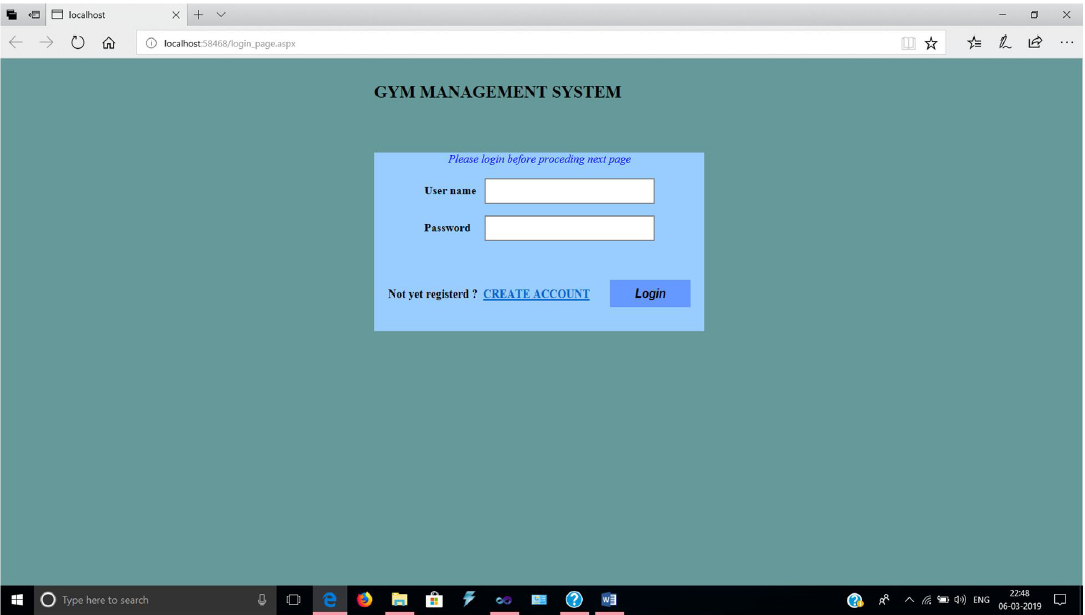 localhost
localhost:58468/login_page.aspx
GYM MANAGEMENT SYSTEM
Please login before proceding next page
User name
Password
Not yet registerd ? CREATE ACCOUNT Login
Type here to search
ENG
22:48
06-03-2019